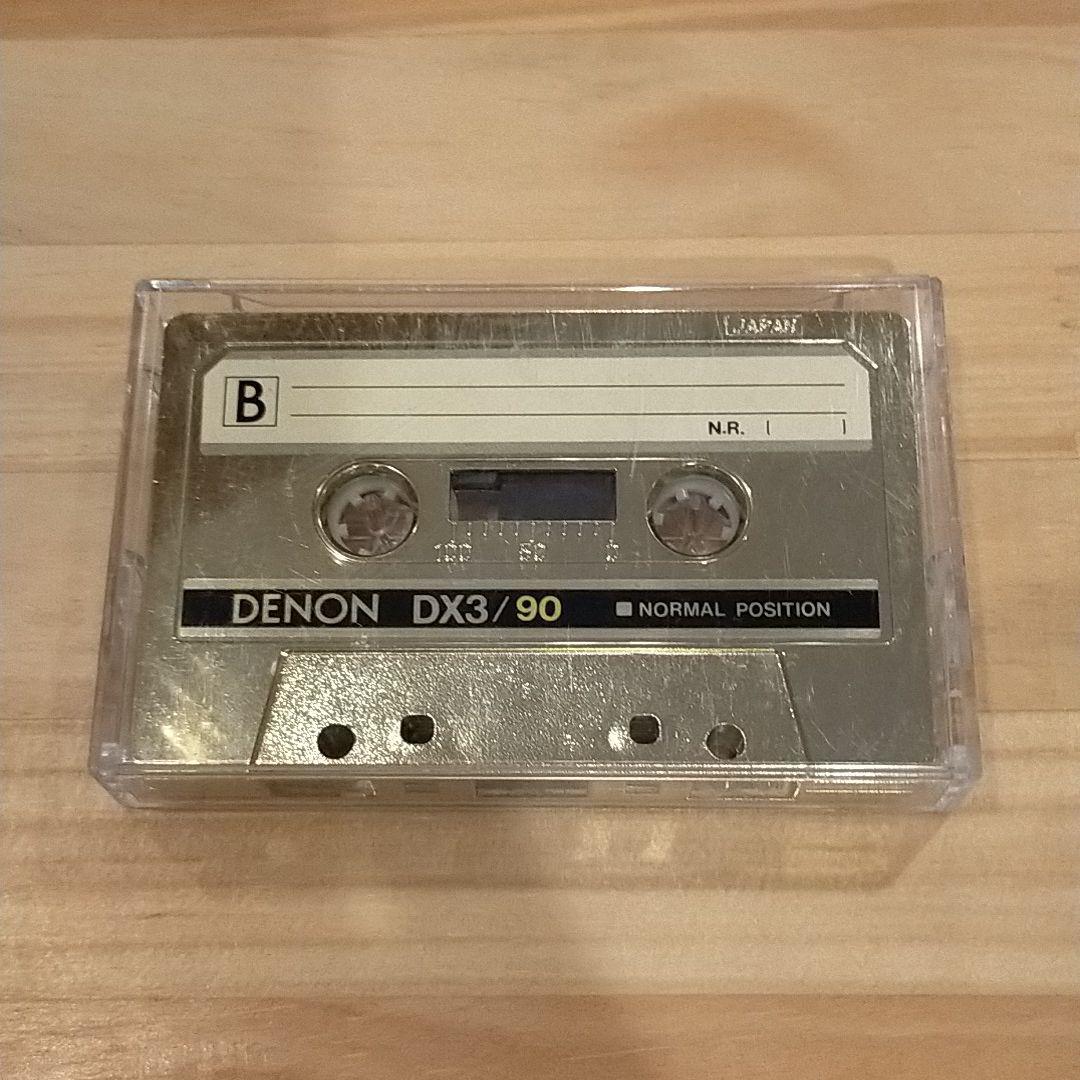 JAPAN
B
N.R. ( )
100 50 0
DENON DX3/90 NORMAL POSITION